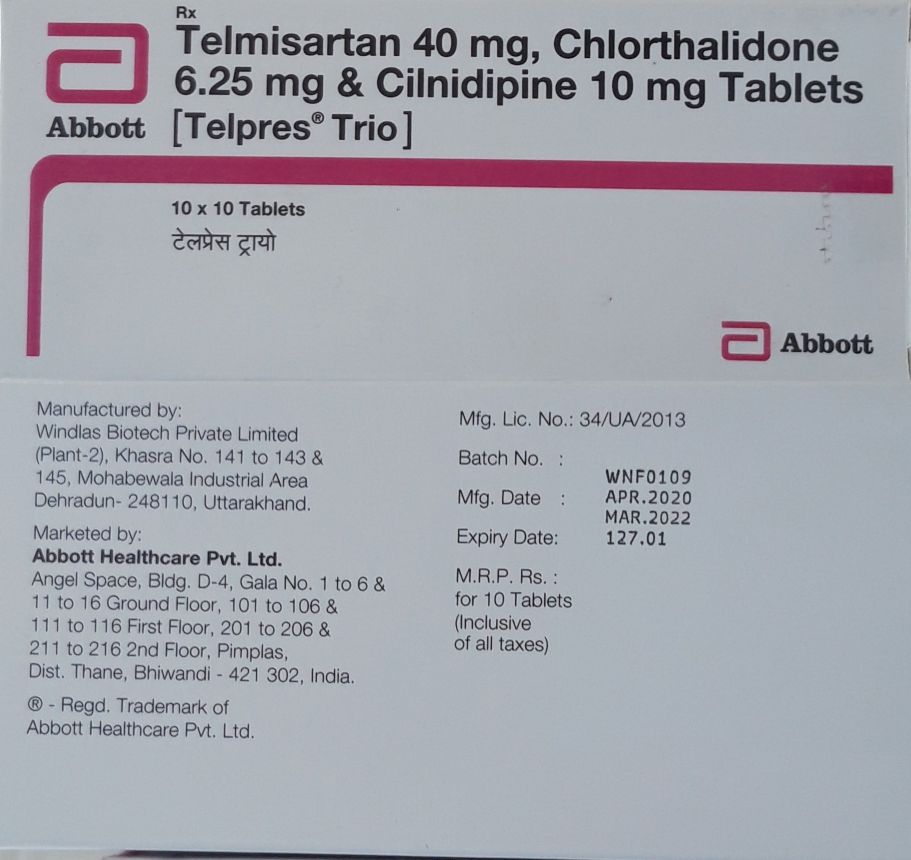 Rx
Telmisartan 40 mg, Chlorthalidone
6.25 mg & Cilnidipine 10 mg Tablets
[Telpres® Trio]
Abbott
10 x 10 Tablets
टेलप्रेस ट्रायो
Abbott
Manufactured by:
Windlas Biotech Private Limited
(Plant-2), Khasra No. 141 to 143 &
145, Mohabewala Industrial Area
Dehradun- 248110, Uttarakhand.
Marketed by:
Abbott Healthcare Pvt. Ltd.
Angel Space, Bldg. D-4, Gala No. 1 to 6 &
11 to 16 Ground Floor, 101 to 106 &
111 to 116 First Floor, 201 to 206 &
211 to 216 2nd Floor, Pimplas,
Dist. Thane, Bhiwandi - 421 302, India.
® - Regd. Trademark of
Abbott Healthcare Pvt. Ltd.
Mfg. Lic. No.: 34/UA/2013
Batch No. :
WNF0109
Mfg. Date : APR.2020
MAR.2022
Expiry Date: 127.01
M.R.P. Rs. :
for 10 Tablets
(Inclusive
of all taxes)